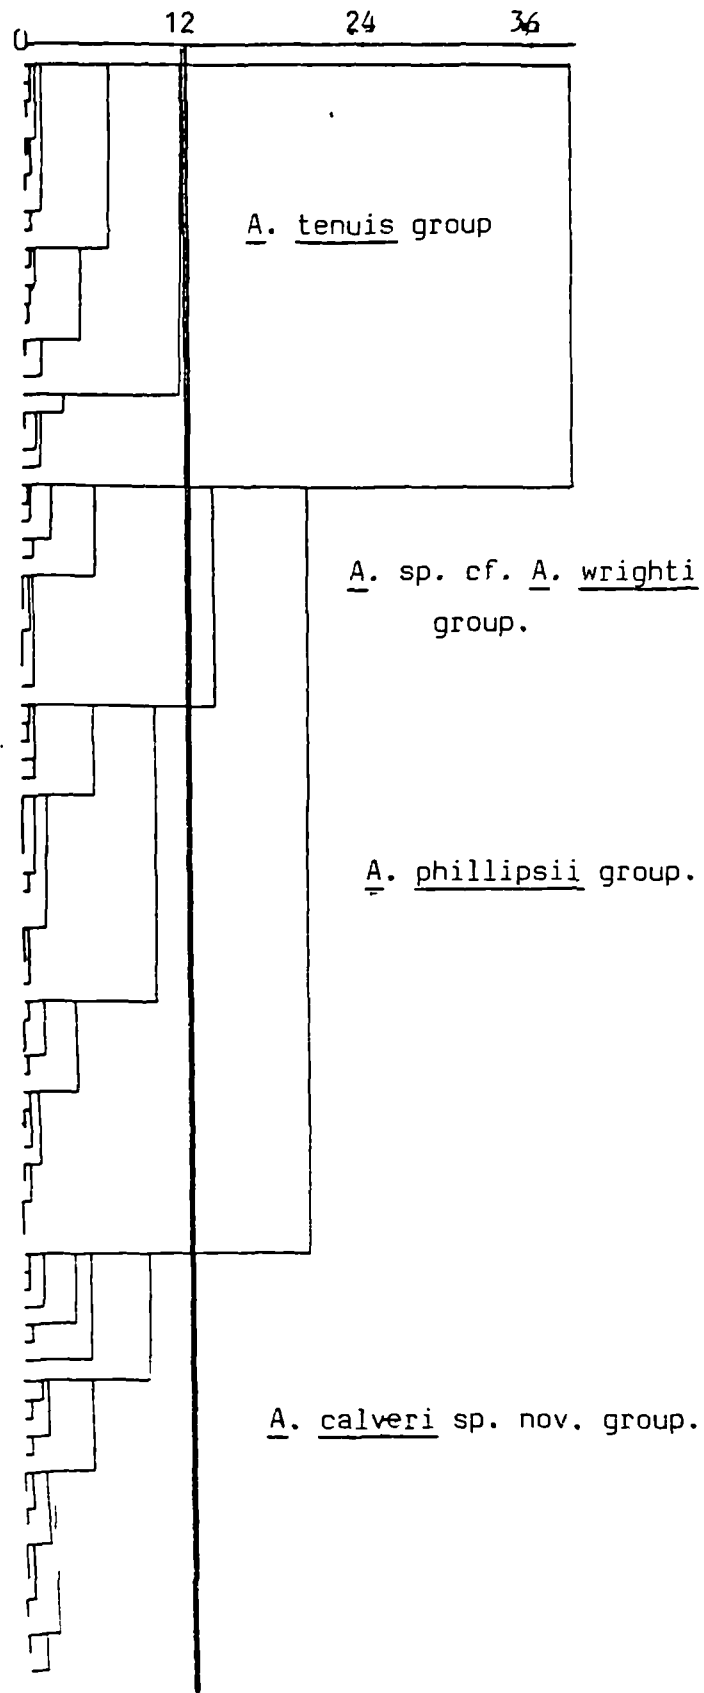 0 12 24 36
A. tenuis group
A. sp. cf. A. wrighti
group.
A. phillipsii group.
A. calveri sp. nov. group.